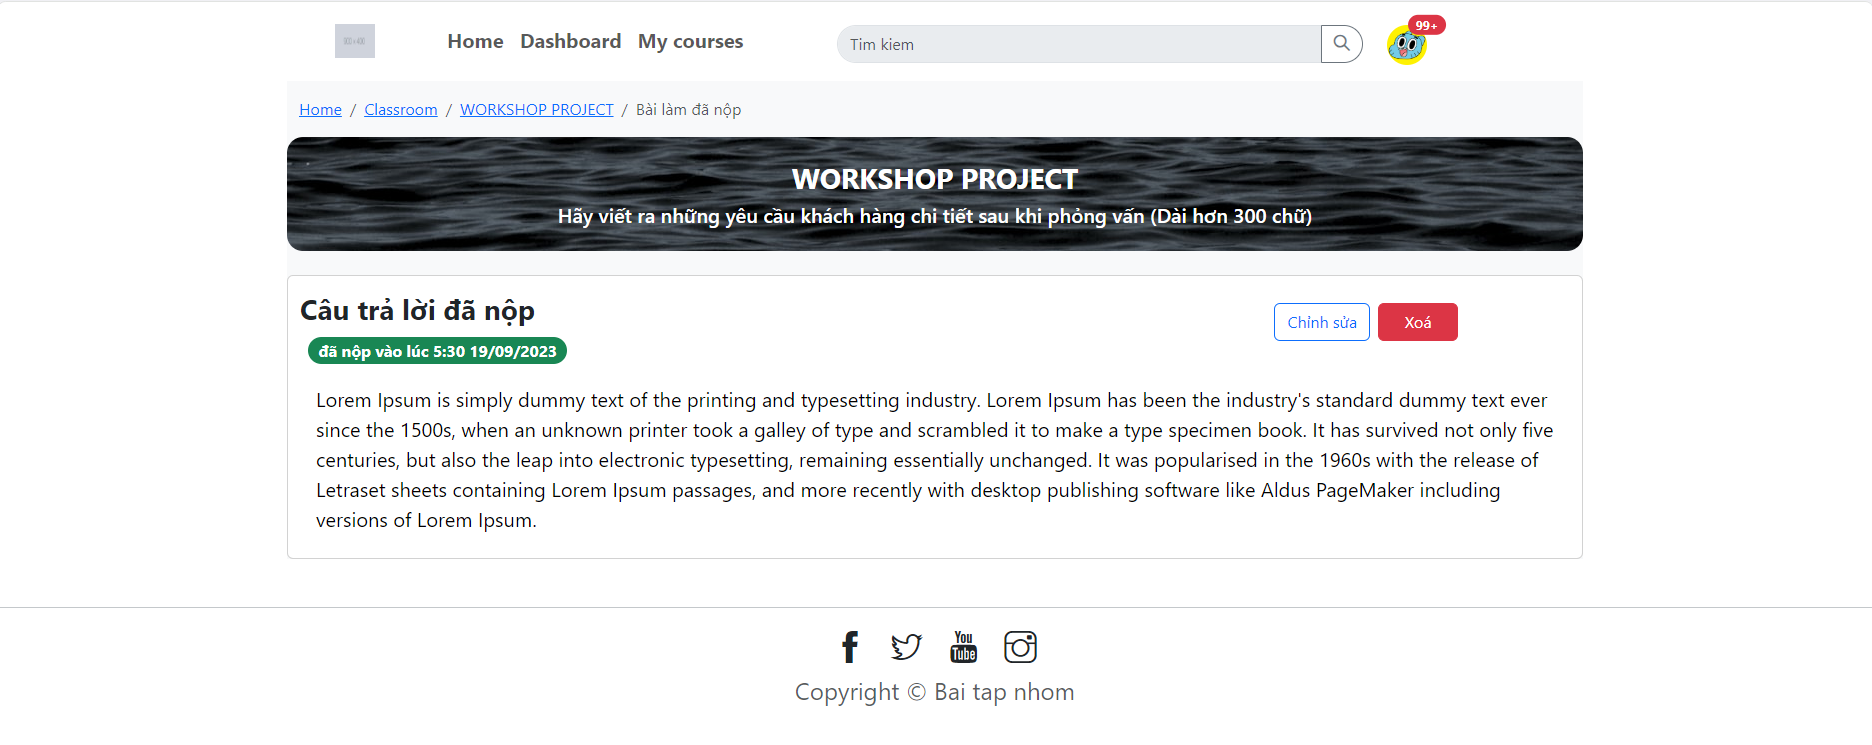 Home Dashboard My courses
Tim kiem
99+
Home / Classroom / WORKSHOP PROJECT / Bài làm đã nộp
WORKSHOP PROJECT
Hãy viết ra những yêu cầu khách hàng chi tiết sau khi phỏng vấn (Dài hơn 300 chữ)
Câu trả lời đã nộp
Chỉnh sửa
Xoá
đã nộp vào lúc 5:30 19/09/2023
Lorem Ipsum is simply dummy text of the printing and typesetting industry. Lorem Ipsum has been the industry's standard dummy text ever
since the 1500s, when an unknown printer took a galley of type and scrambled it to make a type specimen book. It has survived not only five
centuries, but also the leap into electronic typesetting, remaining essentially unchanged. It was popularised in the 1960s with the release of
Letraset sheets containing Lorem Ipsum passages, and more recently with desktop publishing software like Aldus PageMaker including
versions of Lorem Ipsum.
You
Tube
Copyright © Bai tap nhom